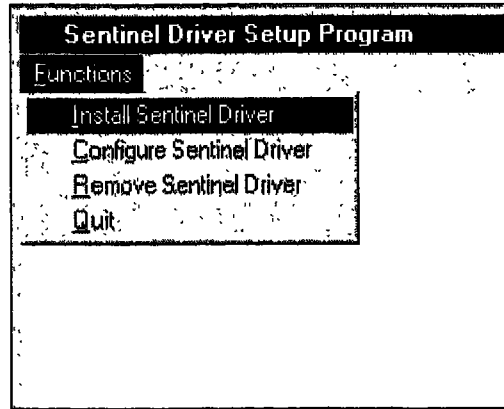 Sentinel Driver Setup Program
Functions
Install Sentinel Driver
Configure Sentinel Driver
Remove Sentinel Driver
Quit